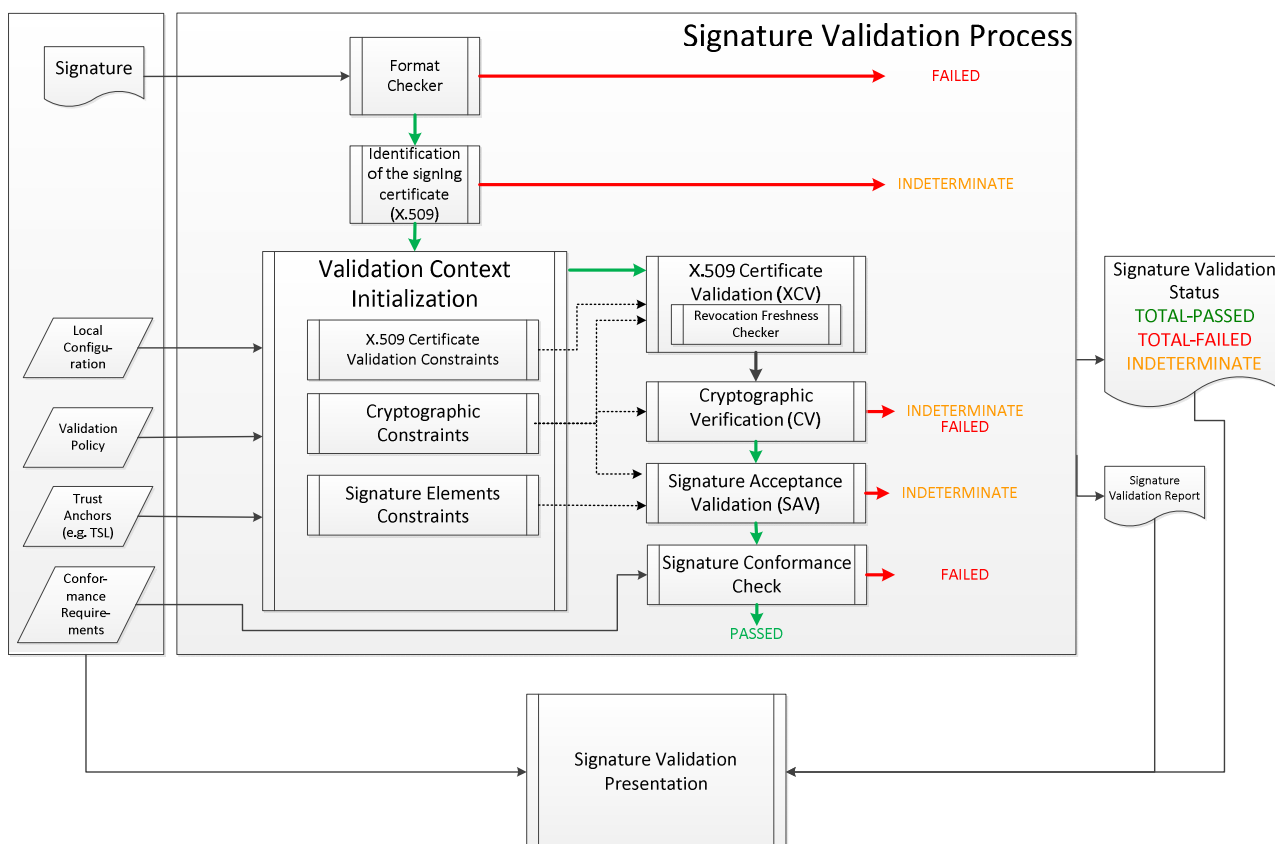 Signature Validation Process
Signature
Format
Checker
FAILED
Identification
of the signIng
certificate
(X.509)
INDETERMINATE
Validation Context
Initialization
X.509 Certificate
Validation Constraints
Cryptographic
Constraints
Signature Elements
Constraints
X.509 Certificate
Validation (XCV)
Revocation Freshness
Checker
Cryptographic
Verification (CV)
INDETERMINATE
FAILED
Signature Acceptance
Validation (SAV)
INDETERMINATE
Signature Conformance
Check
FAILED
PASSED
Local
Configu-
ration
Validation
Policy
Trust
Anchors
(e.g. TSL)
Confor-
mance
Require-
ments
Signature Validation
Status
TOTAL-PASSED
TOTAL-FAILED
INDETERMINATE
Signature
Validation Report
Signature Validation
Presentation